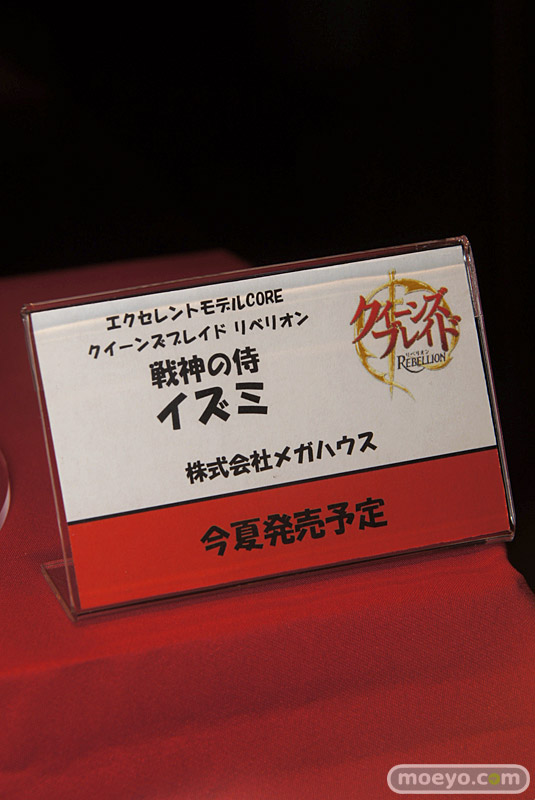 エクセレントモデルCORE
クイーンズブレイド リベリオン
戦神の侍
イズミ
株式会社メガハウス
今夏発売予定
クイーンズ
ブレイド
リベリオン
REBELLION
moeyo.com